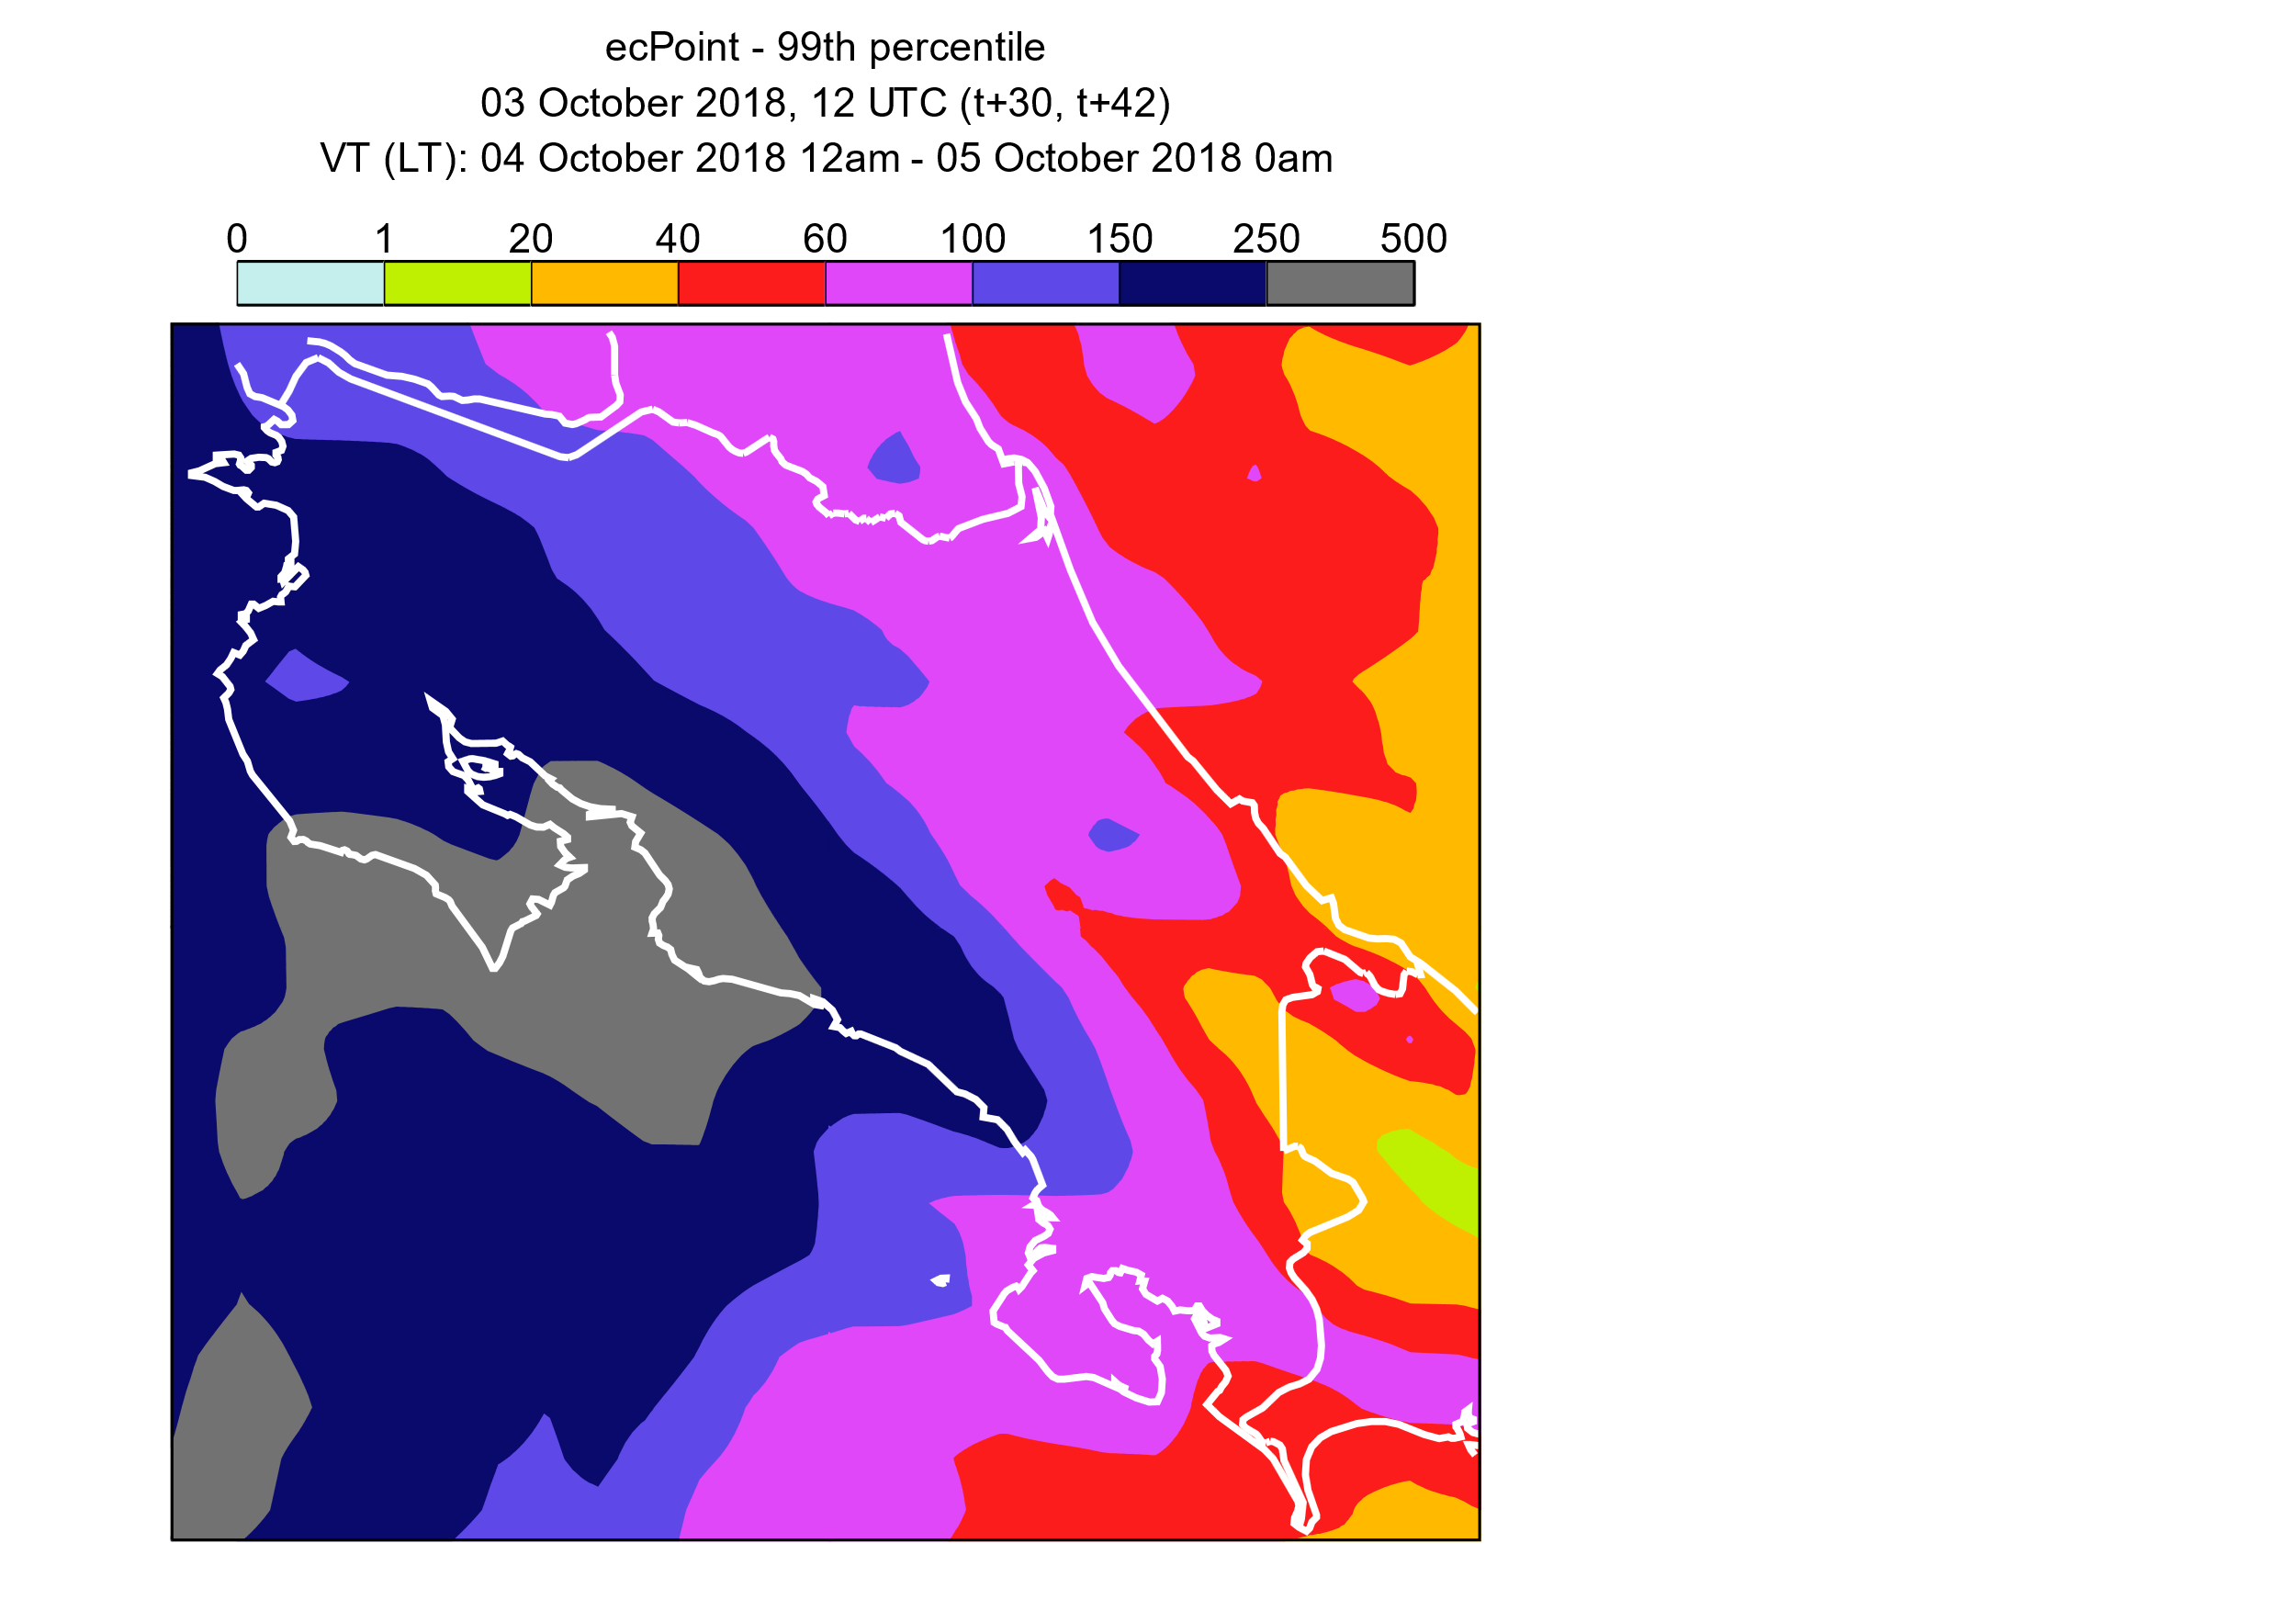 ecPoint - 99th percentile
03 October 2018, 12 UTC (t+30, t+42)
VT (LT): 04 October 2018 12am - 05 October 2018 0am
0 1 20 40 60 100 150 250 500